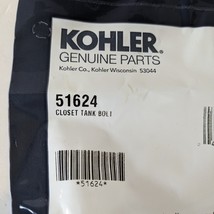 KOHLER®
GENUINE PARTS
Kohler Co., Kohler Wisconsin 53044
51624
CLOSET TANK BOLT
*51624*